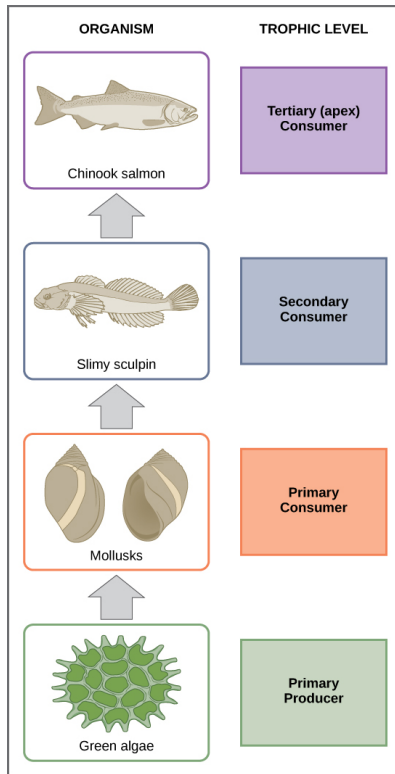 ORGANISM
TROPHIC LEVEL
Chinook salmon
Tertiary (apex)
Consumer
Slimy sculpin
Secondary
Consumer
Mollusks
Primary
Consumer
Green algae
Primary
Producer